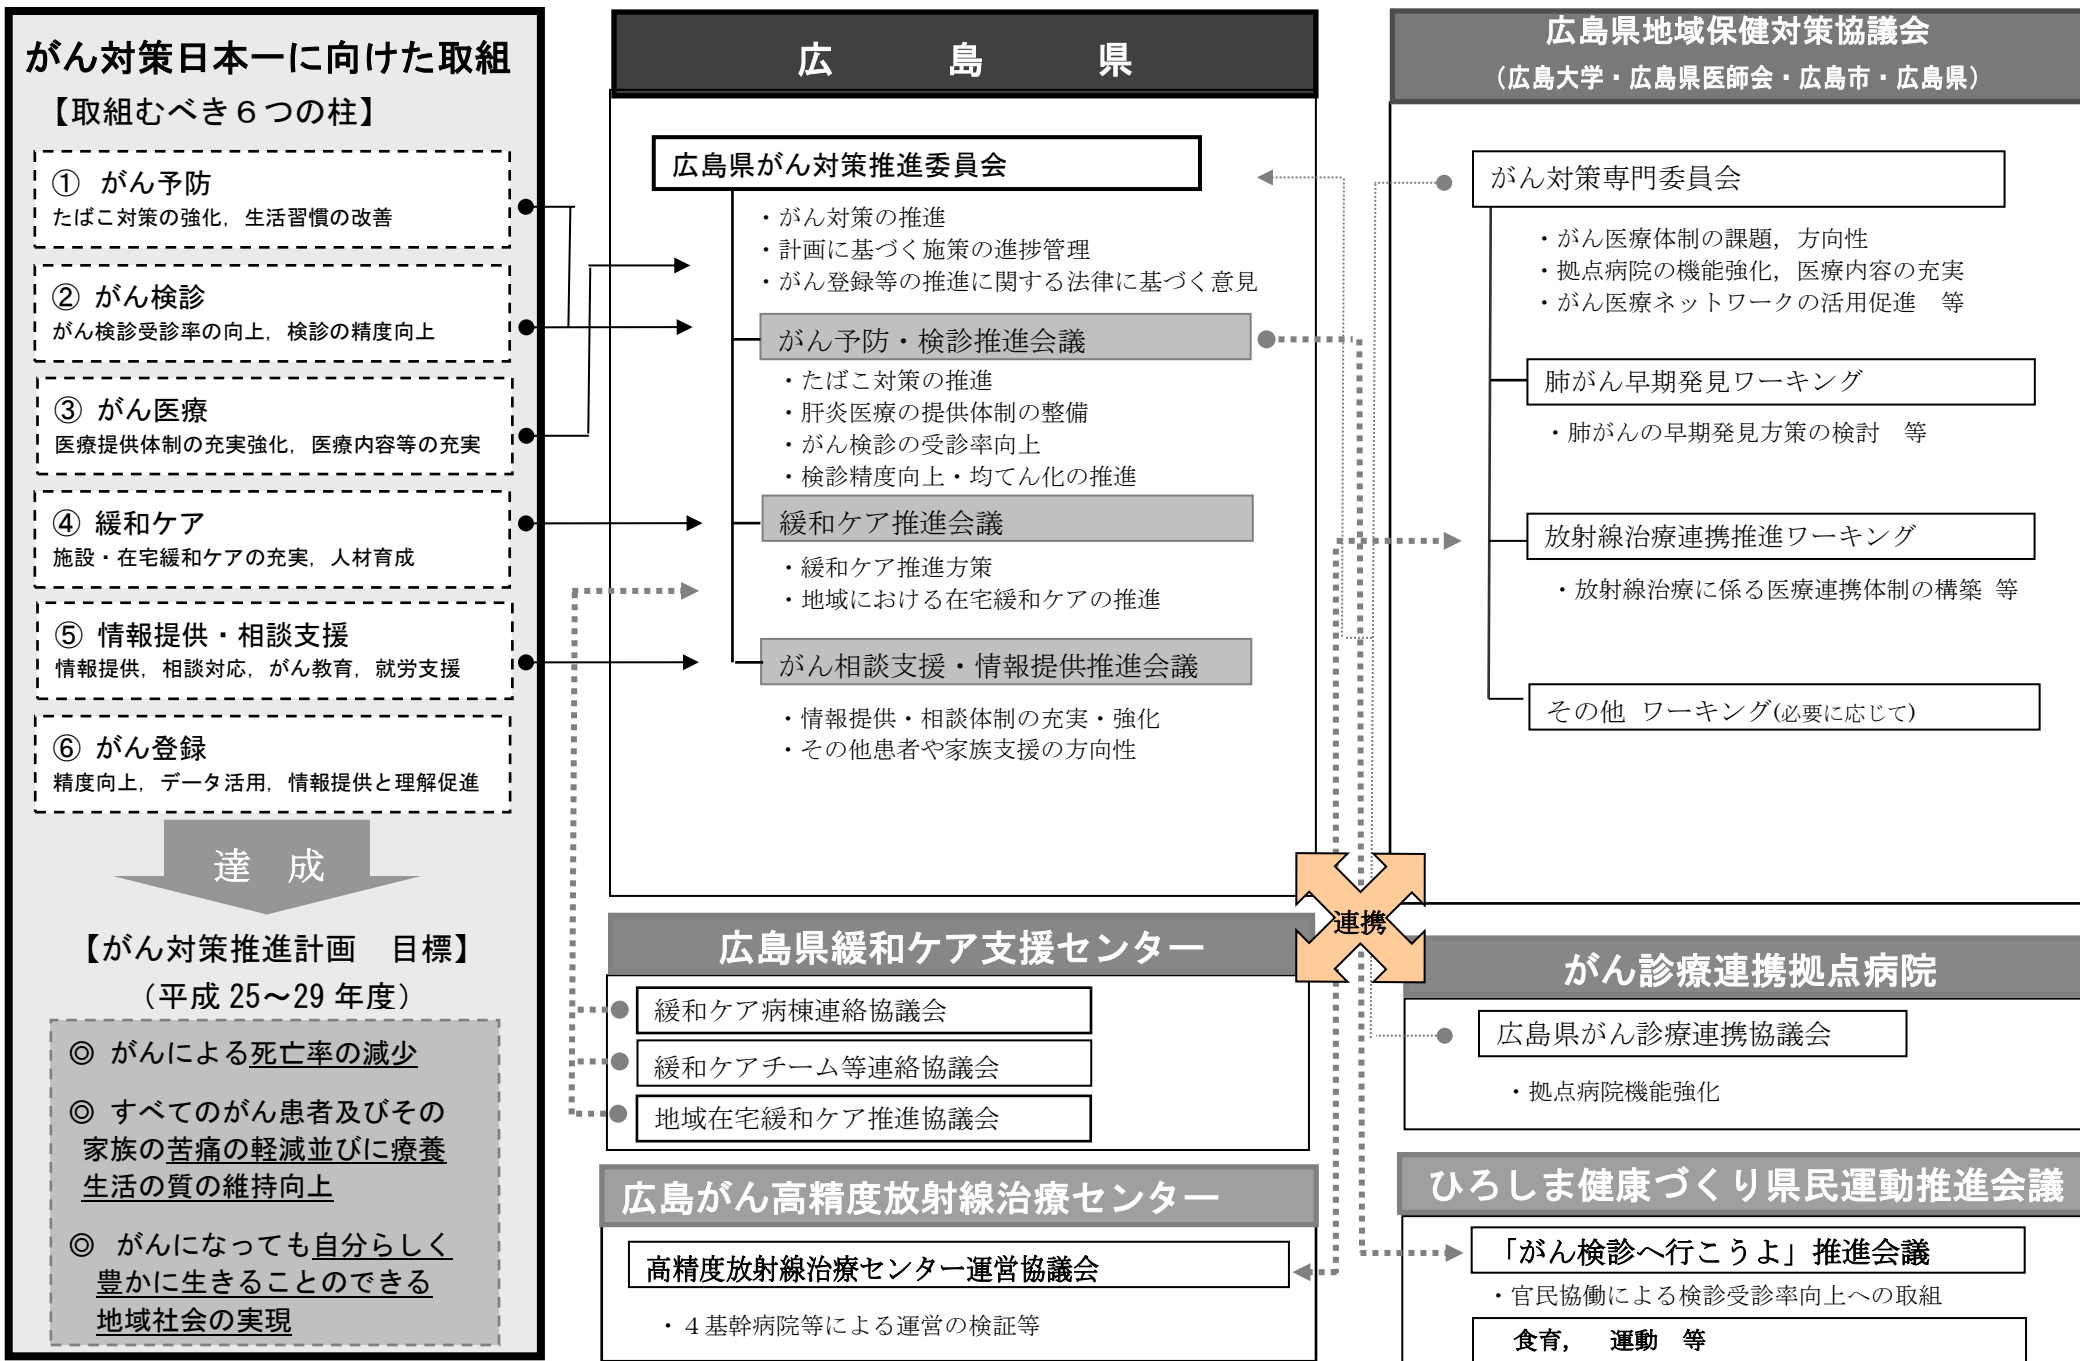 がん対策日本一に向けた取組
【取組むべき６つの柱】
① がん予防
たばこ対策の強化，生活習慣の改善
② がん検診
がん検診受診率の向上，検診の精度向上
③ がん医療
医療提供体制の充実強化，医療内容等の充実
④ 緩和ケア
施設・在宅緩和ケアの充実，人材育成
⑤ 情報提供・相談支援
情報提供，相談対応，がん教育，就労支援
⑥ がん登録
精度向上，データ活用，情報提供と理解促進
達 成
【がん対策推進計画　目標】
（平成 25～29 年度）
◎ がんによる死亡率の減少
◎ すべてのがん患者及びその
家族の苦痛の軽減並びに療養
生活の質の維持向上
◎ がんになっても自分らしく
豊かに生きることのできる
地域社会の実現
広　島　県
広島県がん対策推進委員会
・がん対策の推進
・計画に基づく施策の進捗管理
・がん登録等の推進に関する法律に基づく意見
がん予防・検診推進会議
・たばこ対策の推進
・肝炎医療の提供体制の整備
・がん検診の受診率向上
・検診精度向上・均てん化の推進
緩和ケア推進会議
・緩和ケア推進方策
・地域における在宅緩和ケアの推進
がん相談支援・情報提供推進会議
・情報提供・相談体制の充実・強化
・その他患者や家族支援の方向性
広島県地域保健対策協議会
（広島大学・広島県医師会・広島市・広島県）
がん対策専門委員会
・がん医療体制の課題，方向性
・拠点病院の機能強化，医療内容の充実
・がん医療ネットワークの活用促進　等
肺がん早期発見ワーキング
・肺がんの早期発見方策の検討　等
放射線治療連携推進ワーキング
・放射線治療に係る医療連携体制の構築 等
その他 ワーキング(必要に応じて)
連携
広島県緩和ケア支援センター
緩和ケア病棟連絡協議会
緩和ケアチーム等連絡協議会
地域在宅緩和ケア推進協議会
がん診療連携拠点病院
広島県がん診療連携協議会
・拠点病院機能強化
広島がん高精度放射線治療センター
高精度放射線治療センター運営協議会
・４基幹病院等による運営の検証等
ひろしま健康づくり県民運動推進会議
「がん検診へ行こうよ」推進会議
・官民協働による検診受診率向上への取組
食育，　運動　等